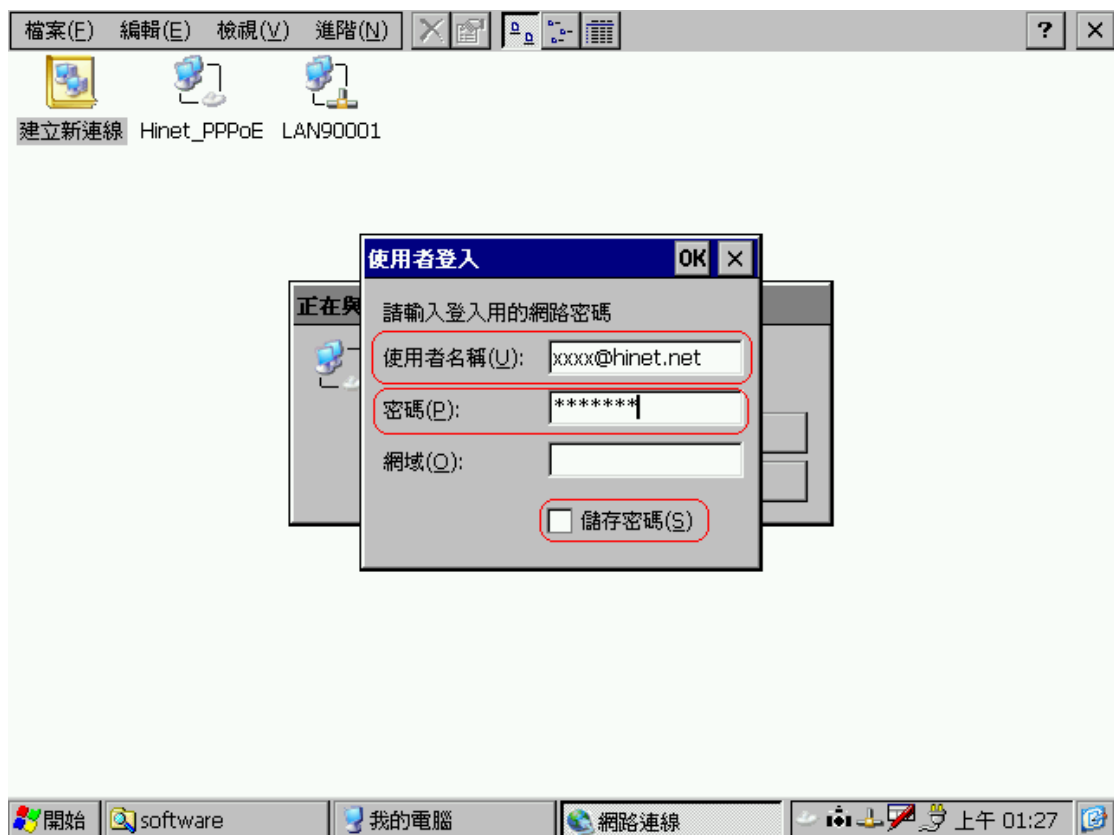 檔案(F) 編輯(E) 檢視(V) 進階(N) ? ×
建立新連線 Hinet_PPPoE LAN90001
使用者登入 OK ×
正在與
請輸入登入用的網路密碼
使用者名稱(U): xxxx@hinet.net
密碼(P): *******
網域(O):
儲存密碼(S)
開始 software 我的電腦 網路連線 上午 01:27